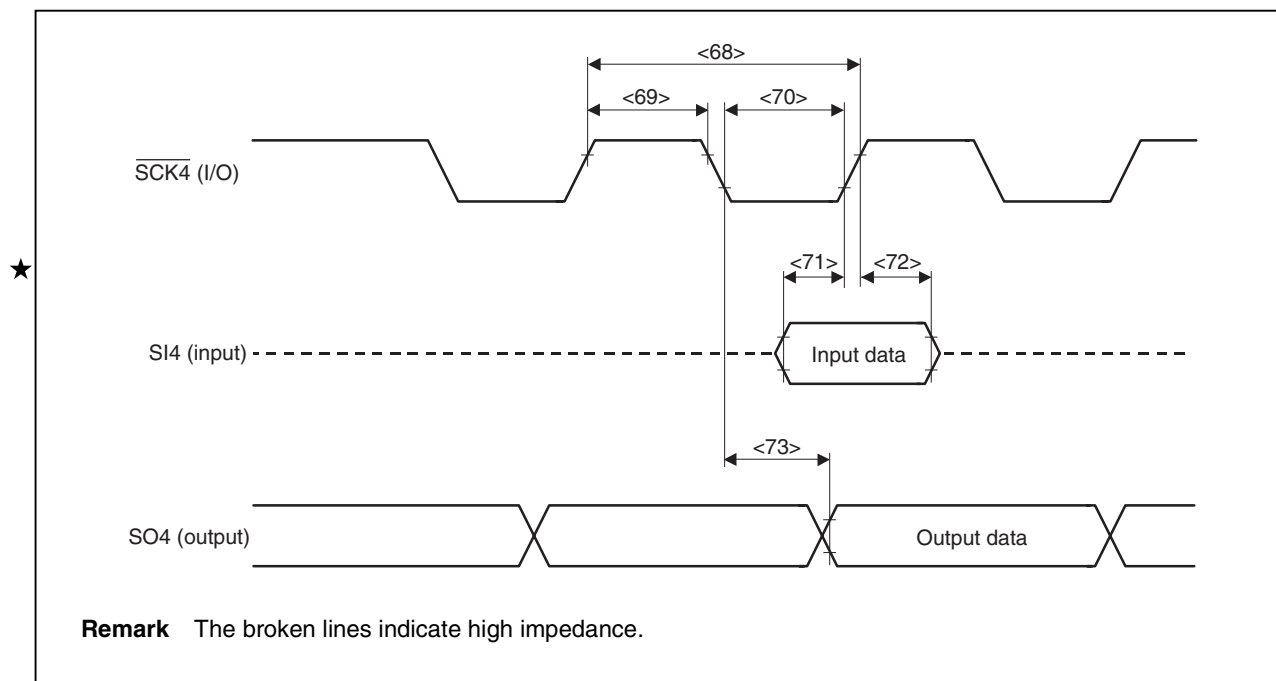 <68>
<69> <70>
S̅C̅K̅4̅ (I/O)
★
<71> <72>
SI4 (input) Input data
<73>
SO4 (output) Output data
Remark The broken lines indicate high impedance.